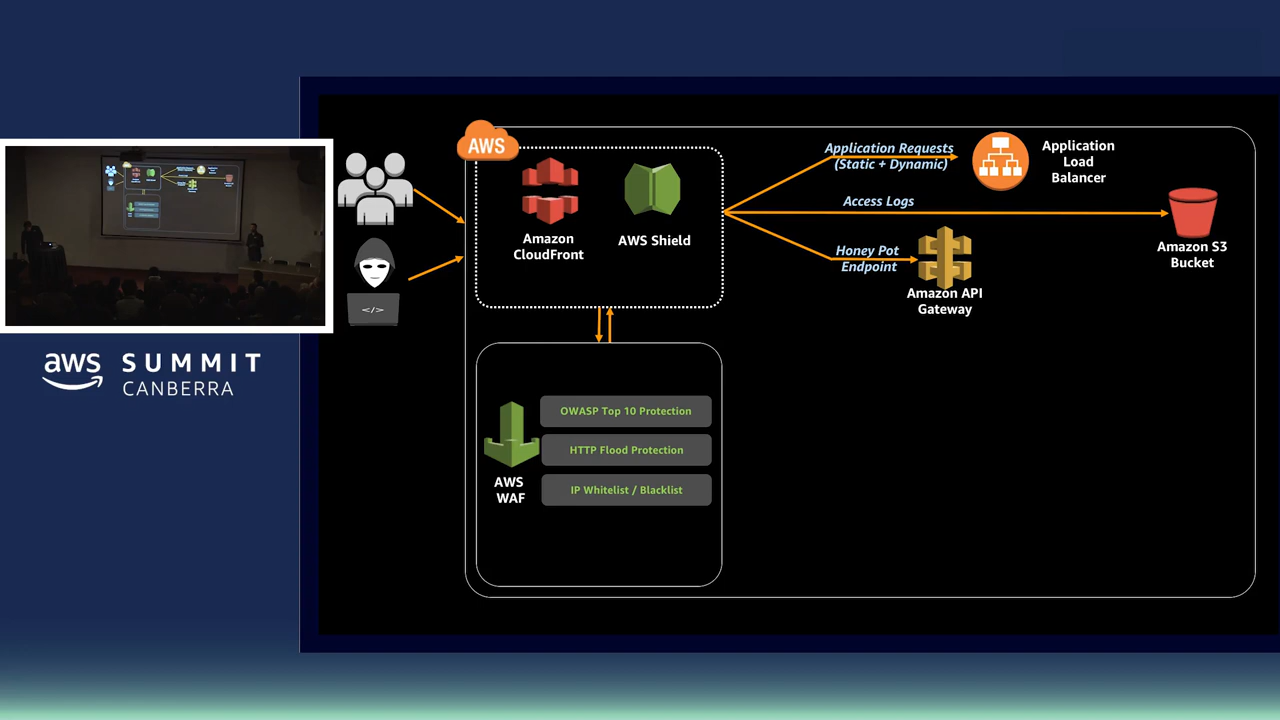 AWS
Amazon
CloudFront
AWS Shield
Application Requests
(Static + Dynamic)
Application
Load
Balancer
Access Logs
Amazon S3
Bucket
Honey Pot
Endpoint
Amazon API
Gateway
</>
aws SUMMIT
CANBERRA
AWS
WAF
OWASP Top 10 Protection
HTTP Flood Protection
IP Whitelist / Blacklist